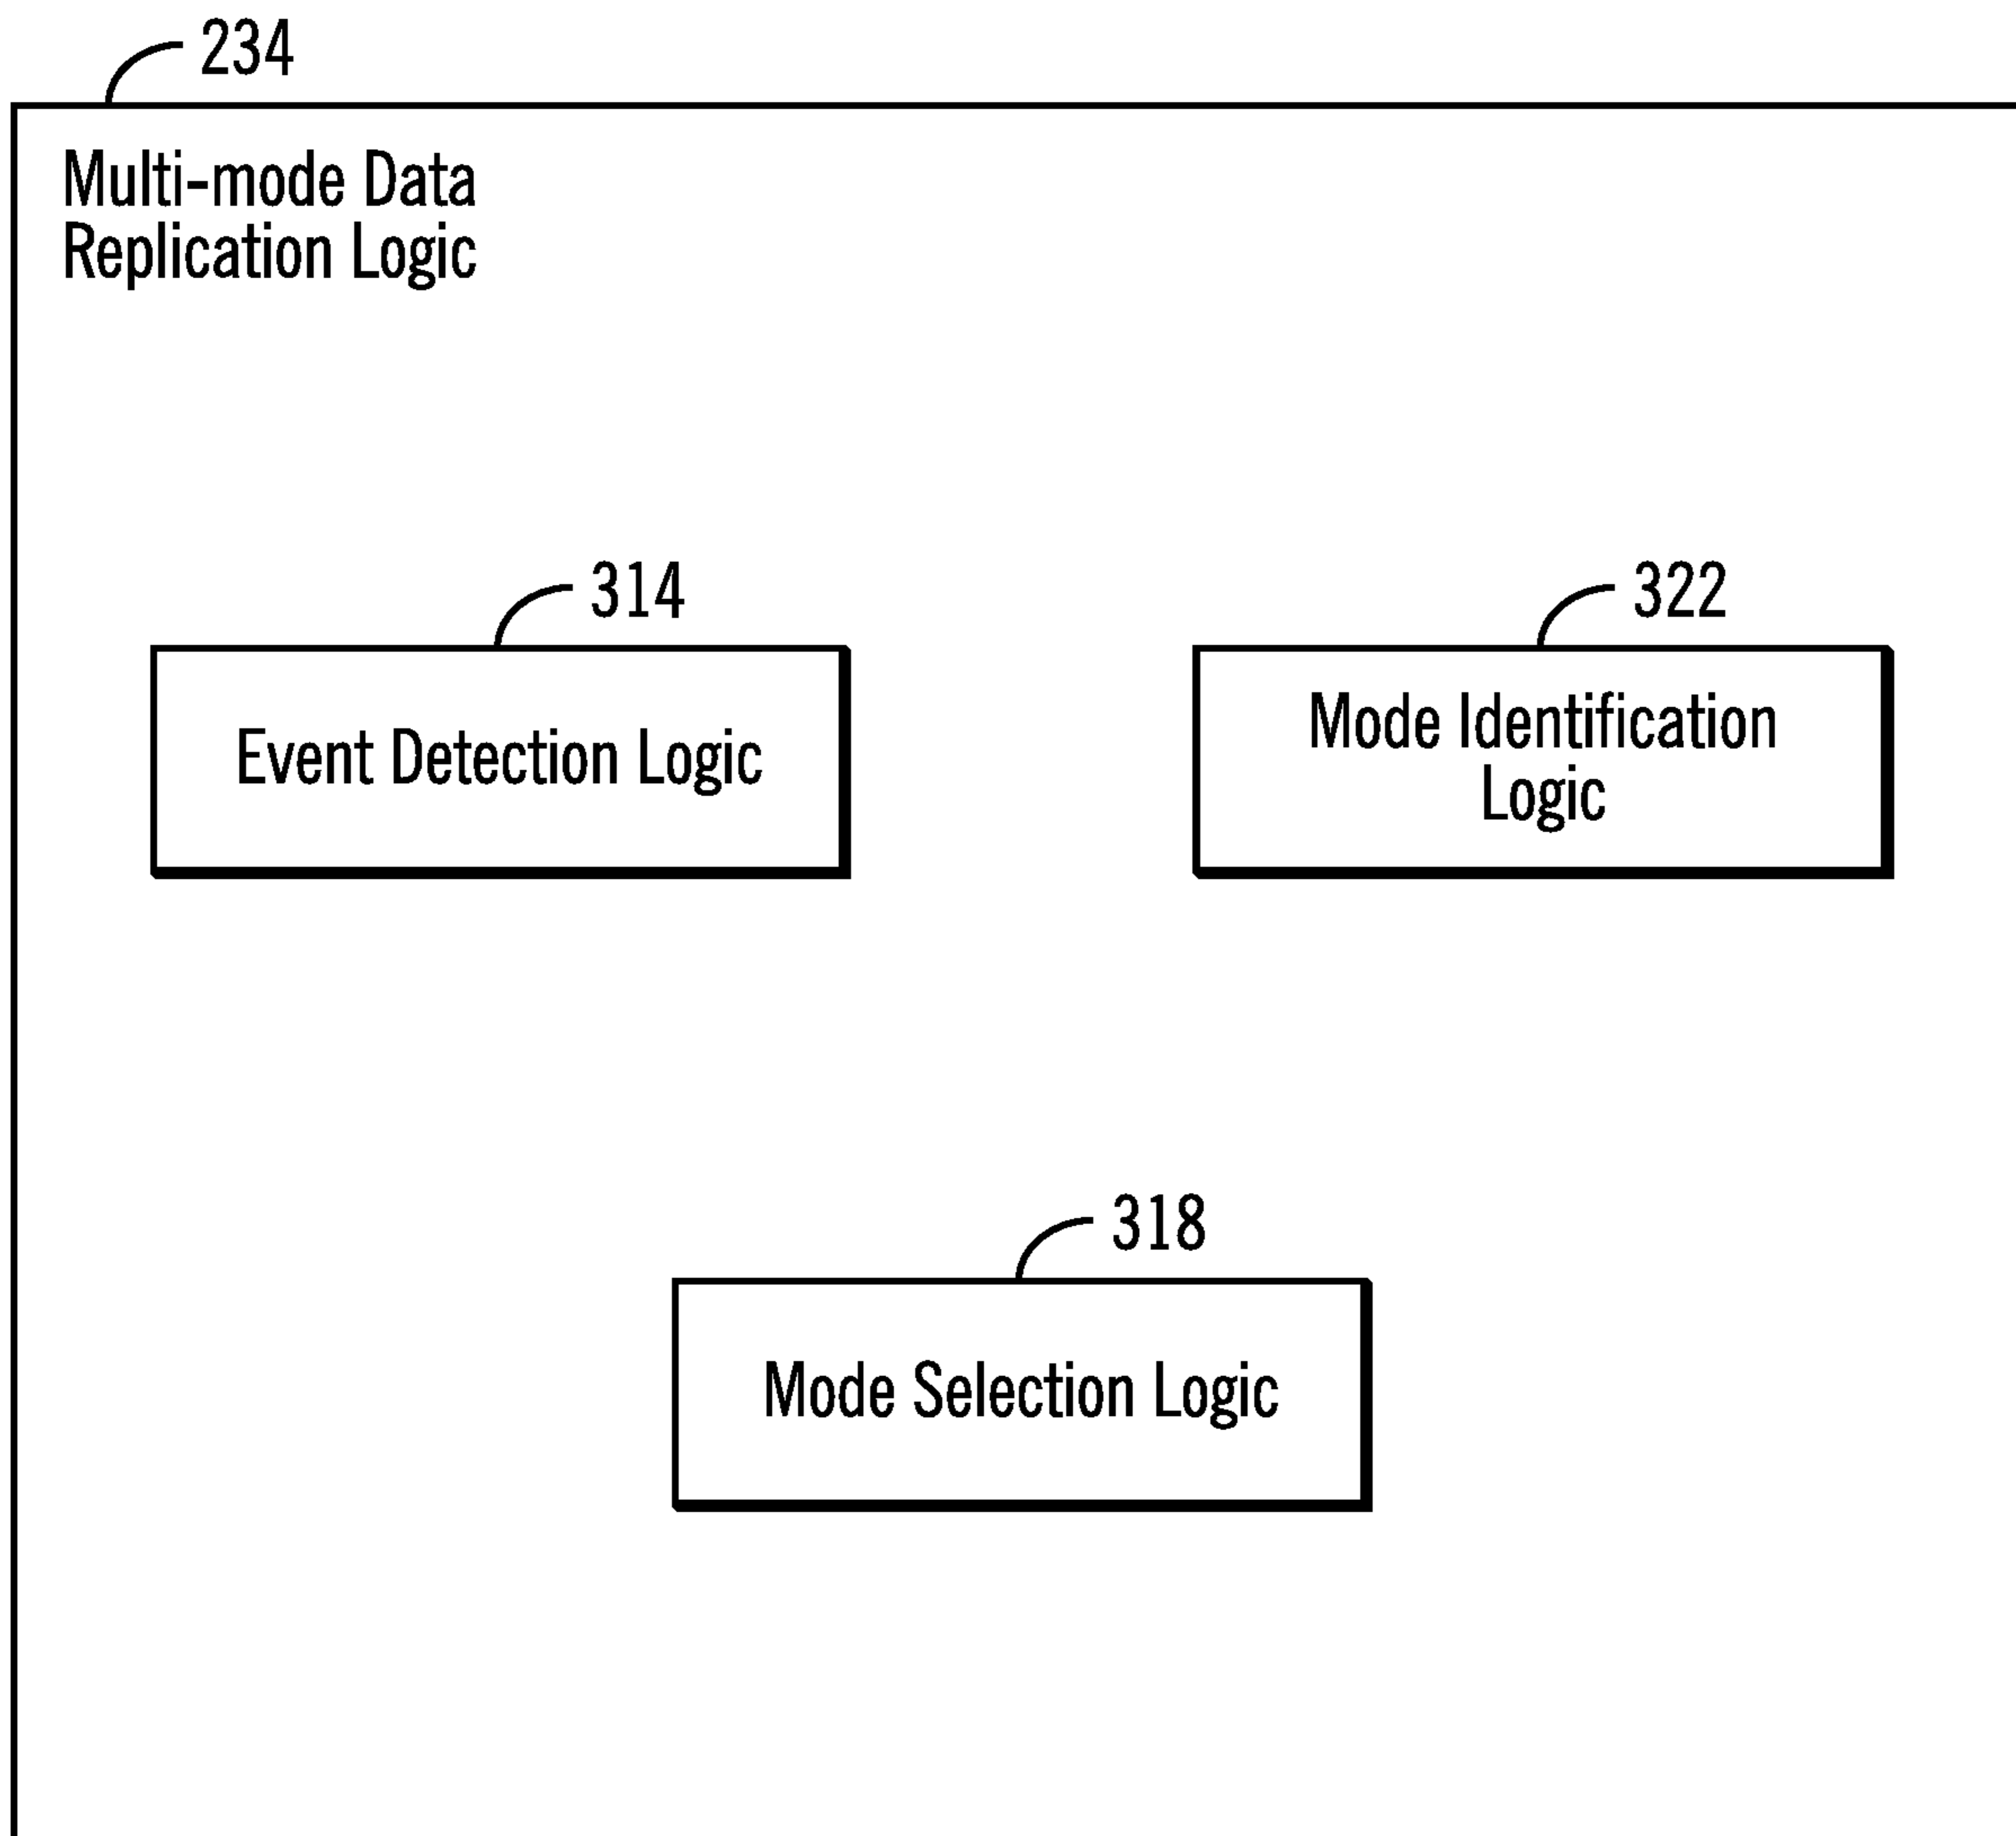 234
Multi-mode Data
Replication Logic
314
322
Event Detection Logic
Mode Identification
Logic
318
Mode Selection Logic